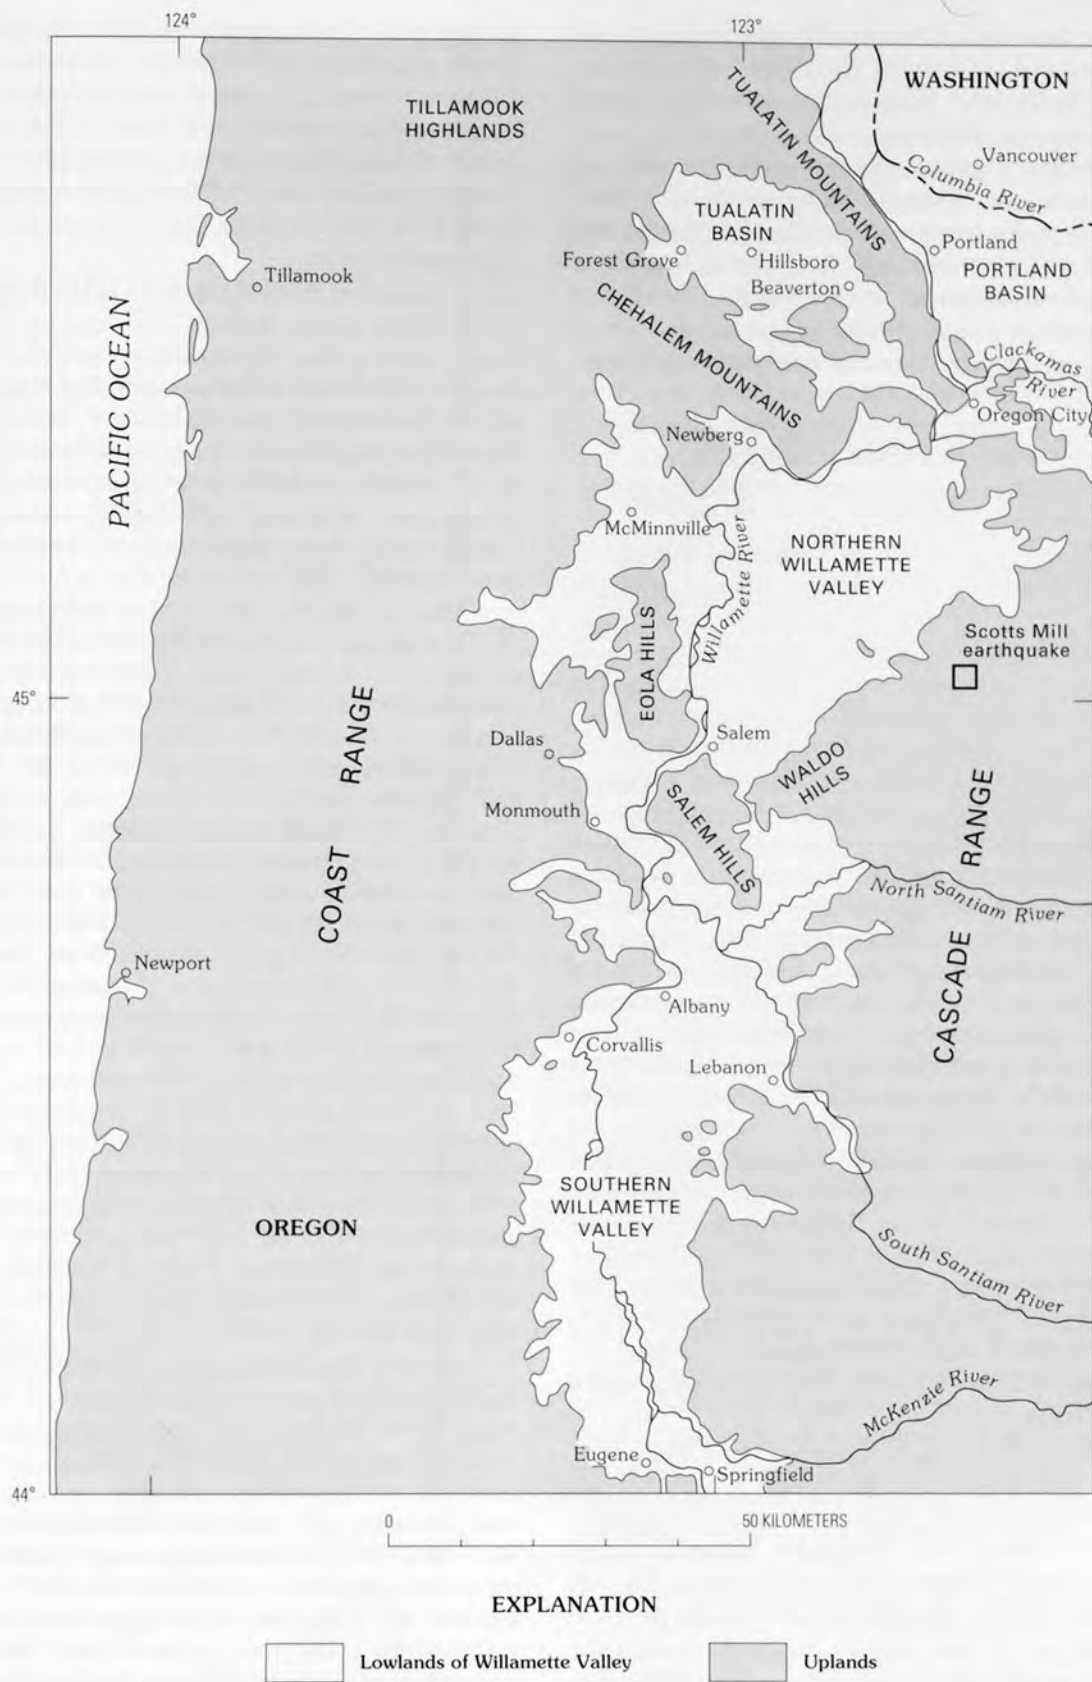 124°
123°
WASHINGTON
TILLAMOOK
HIGHLANDS
TUALATIN MOUNTAINS
Vancouver
Columbia River
TUALATIN
BASIN
Portland
Forest Grove
Hillsboro
Beaverton
PORTLAND
BASIN
Tillamook
CHEHALEM MOUNTAINS
PACIFIC OCEAN
Clackamas
River
Oregon City
Newberg
McMinnville
Willamette River
NORTHERN
WILLAMETTE
VALLEY
EOLA HILLS
Scotts Mill
earthquake
45°
COAST RANGE
Dallas
Salem
WALDO
HILLS
Monmouth
SALEM HILLS
CASCADE RANGE
North Santiam River
Newport
Albany
Corvallis
Lebanon
SOUTHERN
WILLAMETTE
VALLEY
OREGON
South Santiam River
McKenzie River
Eugene
Springfield
44°
0
50 KILOMETERS
EXPLANATION
Lowlands of Willamette Valley
Uplands